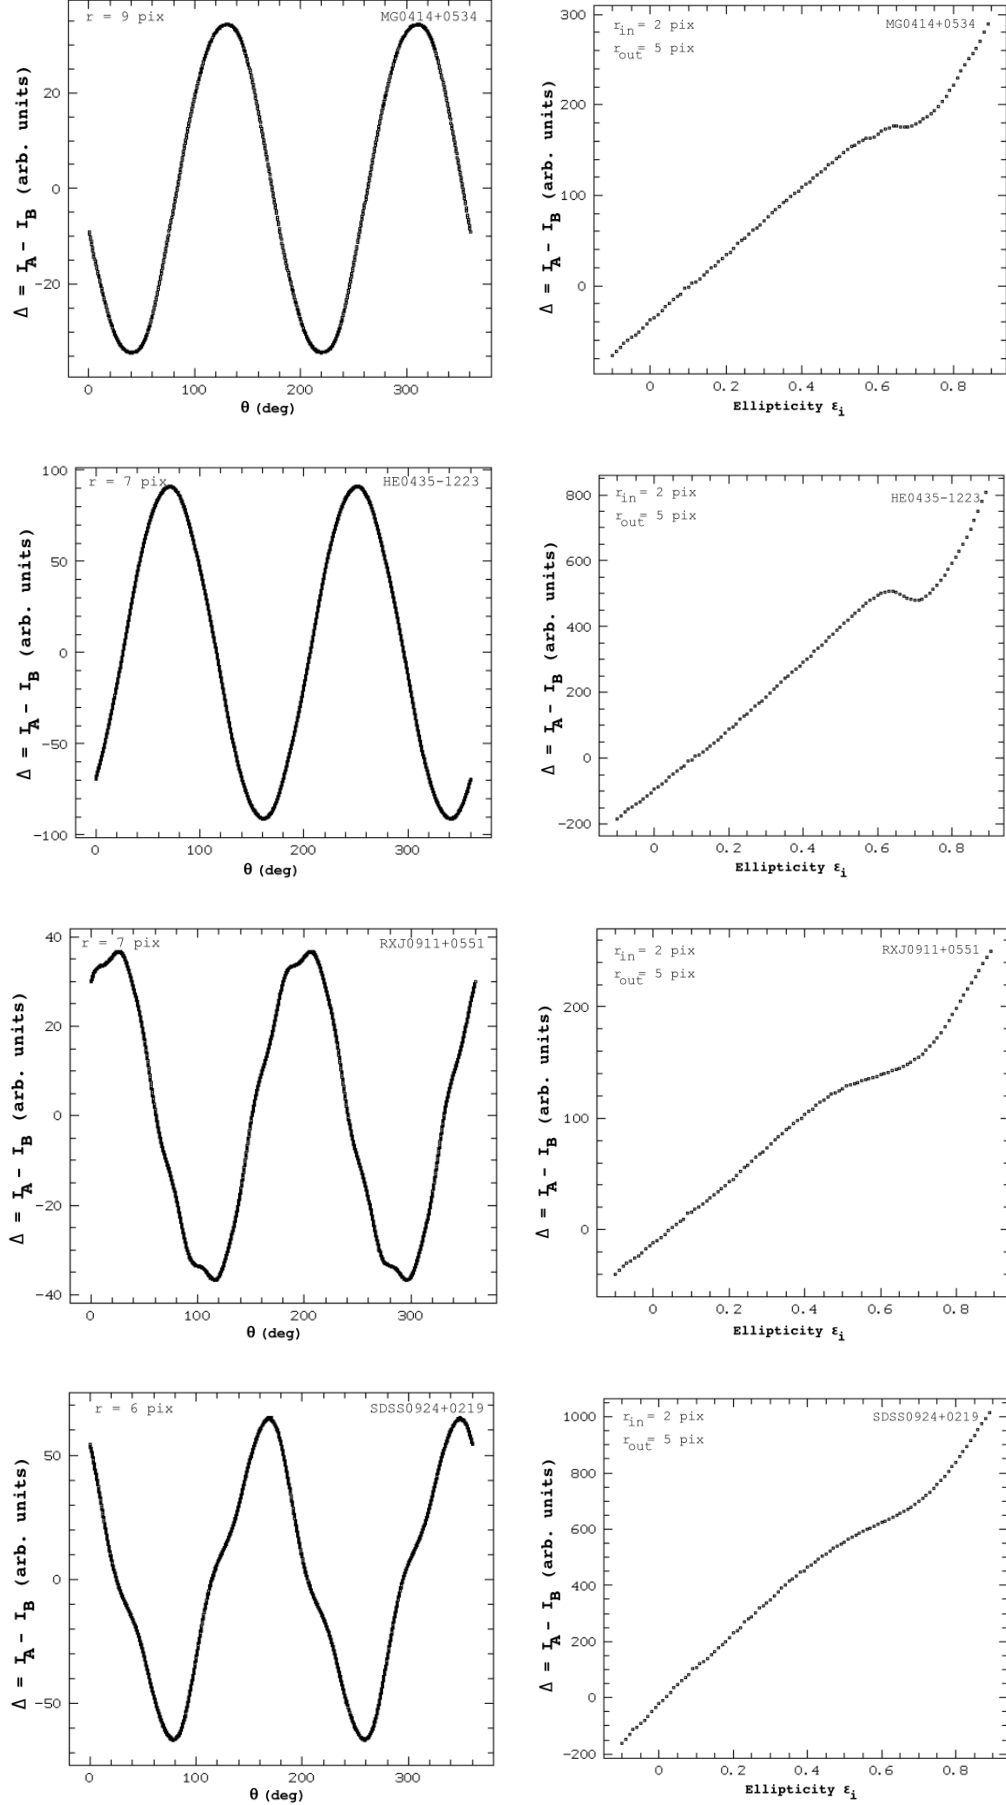 r = 9 pix MG0414+0534
20
0
−20
0 100 200 300
θ (deg)
Δ = I_A - I_B (arb. units)
r_in = 2 pix MG0414+0534
r_out = 5 pix
300
200
100
0
0 0.2 0.4 0.6 0.8
Ellipticity ε_i
Δ = I_A - I_B (arb. units)
r = 7 pix HE0435-1223
100
50
0
−50
−100
0 100 200 300
θ (deg)
Δ = I_A - I_B (arb. units)
r_in = 2 pix HE0435-1223
r_out = 5 pix
800
600
400
200
0
−200
0 0.2 0.4 0.6 0.8
Ellipticity ε_i
Δ = I_A - I_B (arb. units)
r = 7 pix RXJ0911+0551
40
20
0
−20
−40
0 100 200 300
θ (deg)
Δ = I_A - I_B (arb. units)
r_in = 2 pix RXJ0911+0551
r_out = 5 pix
200
100
0
0 0.2 0.4 0.6 0.8
Ellipticity ε_i
Δ = I_A - I_B (arb. units)
r = 6 pix SDSS0924+0219
50
0
−50
0 100 200 300
θ (deg)
Δ = I_A - I_B (arb. units)
r_in = 2 pix SDSS0924+0219
r_out = 5 pix
1000
800
600
400
200
0
−200
0 0.2 0.4 0.6 0.8
Ellipticity ε_i
Δ = I_A - I_B (arb. units)